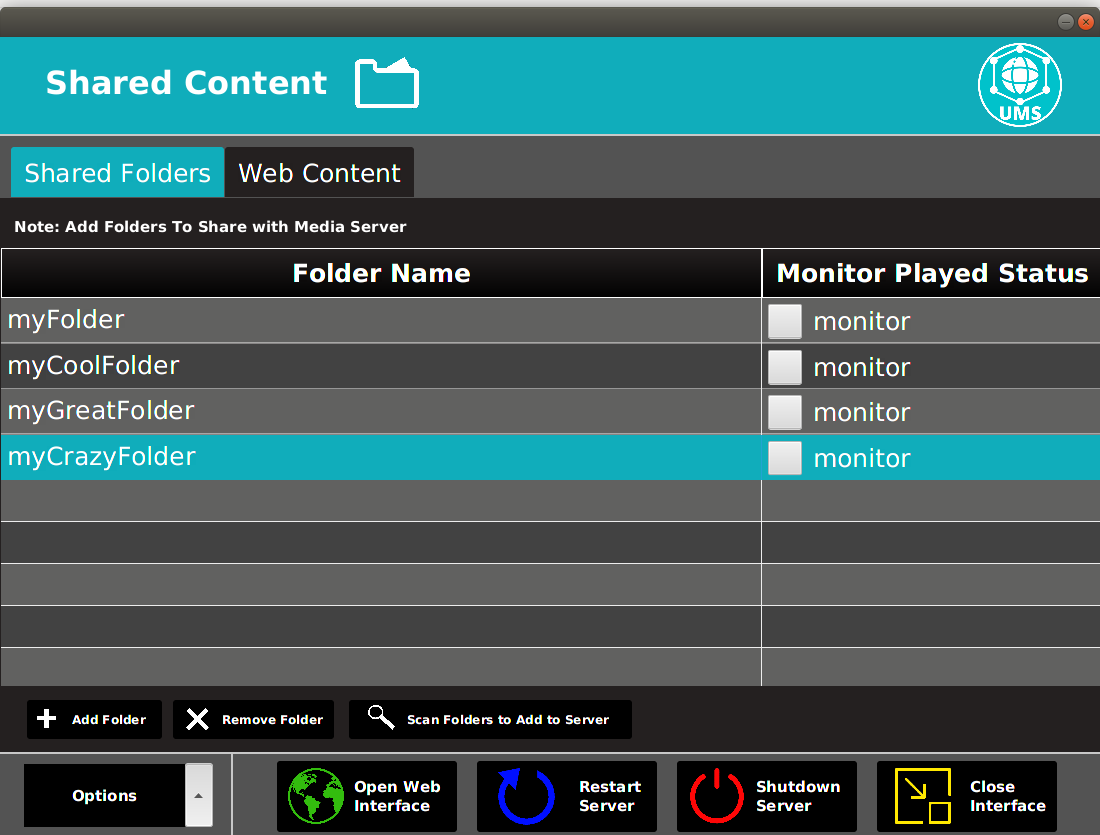 Shared Content
UMS
Shared Folders Web Content
Note: Add Folders To Share with Media Server
Folder Name Monitor Played Status
myFolder monitor
myCoolFolder monitor
myGreatFolder monitor
myCrazyFolder monitor
Add Folder Remove Folder Scan Folders to Add to Server
Options
Open Web
Interface
Restart
Server
Shutdown
Server
Close
Interface